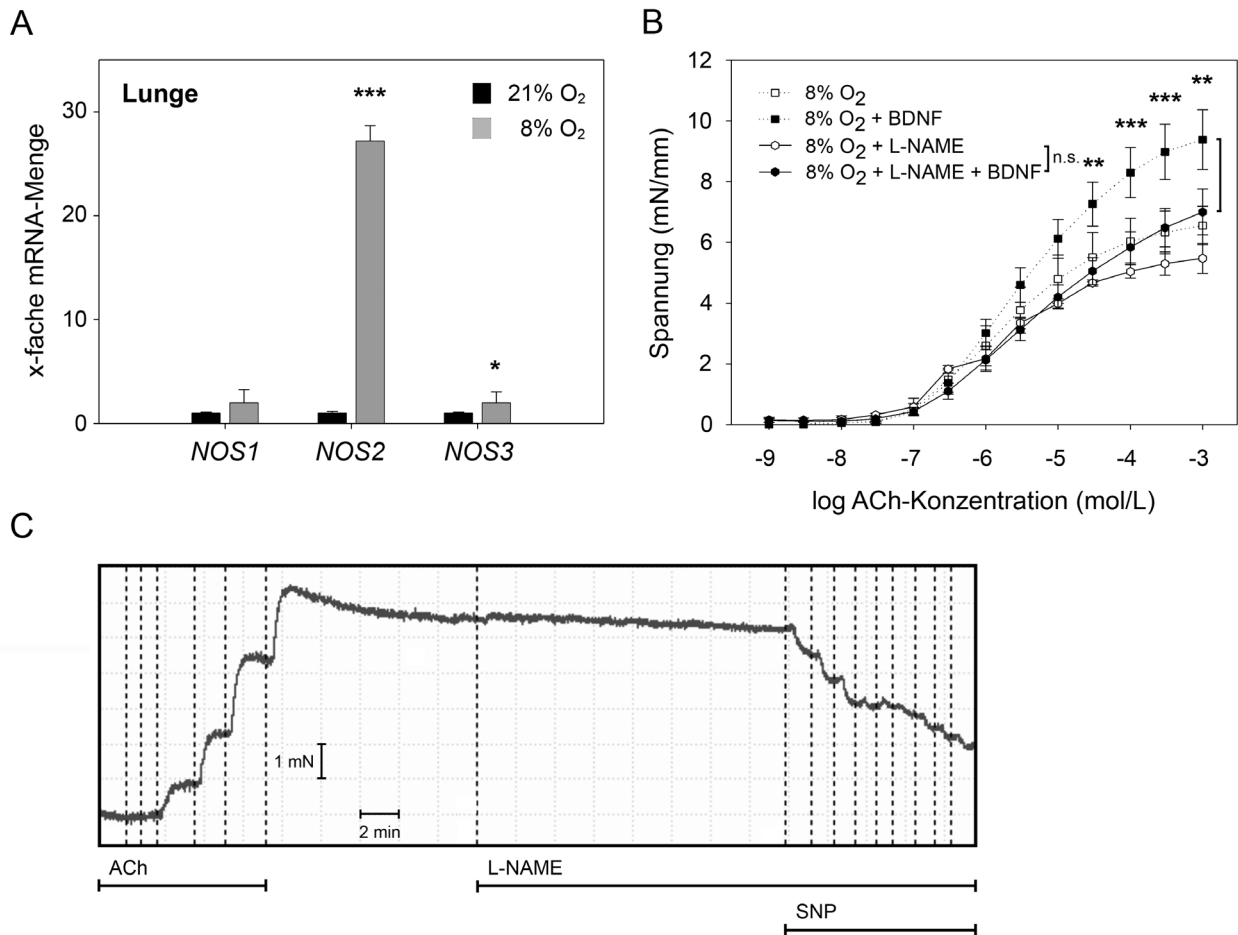 A
Lunge
21% O₂
8% O₂
***
*
30
20
10
0
x-fache mRNA-Menge
NOS1 NOS2 NOS3
B
8% O₂
8% O₂ + BDNF
8% O₂ + L-NAME
8% O₂ + L-NAME + BDNF
n.s.
** *** *** **
12
10
8
6
4
2
0
Spannung (mN/mm)
-9 -8 -7 -6 -5 -4 -3
log ACh-Konzentration (mol/L)
C
1 mN
2 min
ACh
L-NAME
SNP